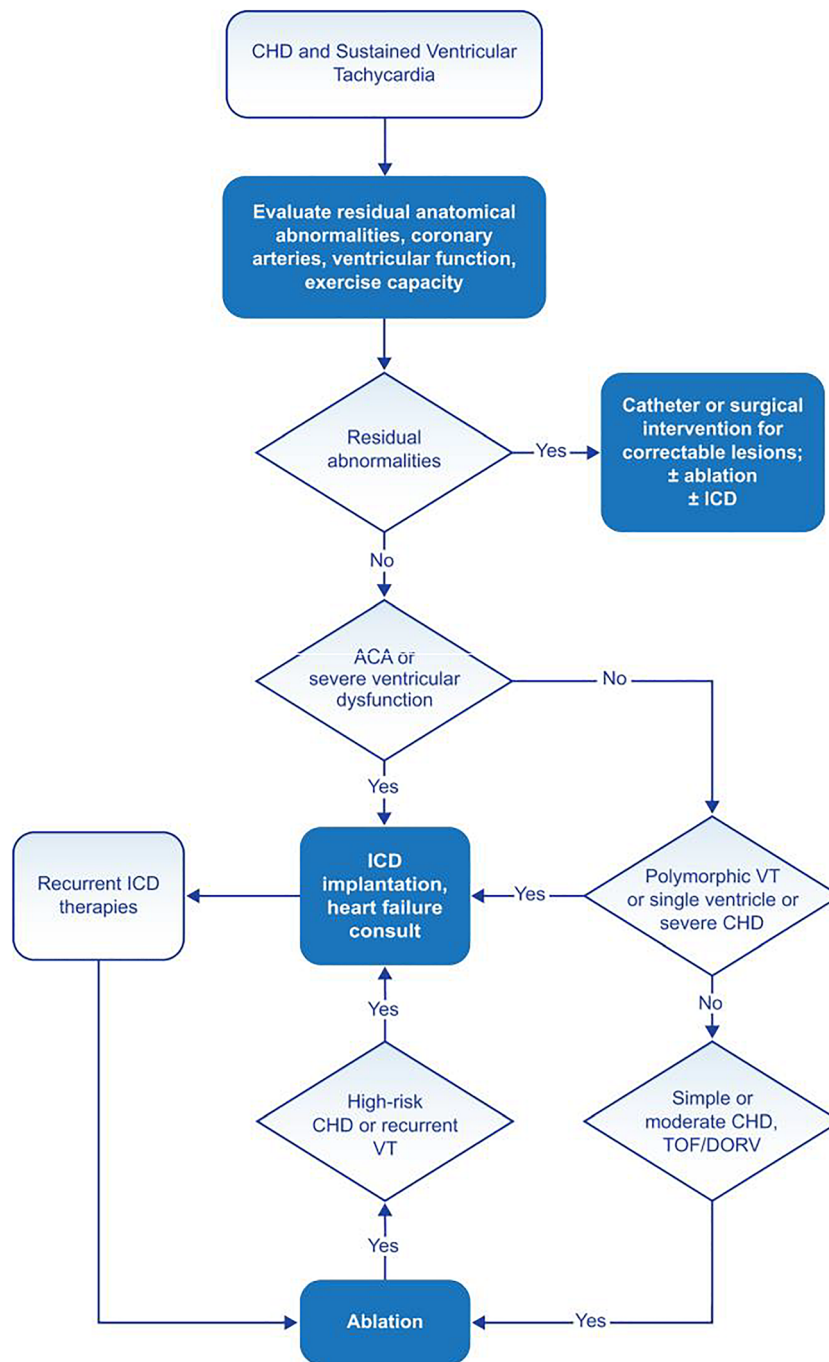 CHD and Sustained Ventricular
Tachycardia
Evaluate residual anatomical
abnormalities, coronary
arteries, ventricular function,
exercise capacity
Residual
abnormalities
Yes
Catheter or surgical
intervention for
correctable lesions;
± ablation
± ICD
No
ACA or
severe ventricular
dysfunction
No
Yes
Recurrent ICD
therapies
ICD
implantation,
heart failure
consult
Yes
Polymorphic VT
or single ventricle or
severe CHD
Yes
No
High-risk
CHD or recurrent
VT
Simple or
moderate CHD,
TOF/DORV
Yes
Ablation
Yes